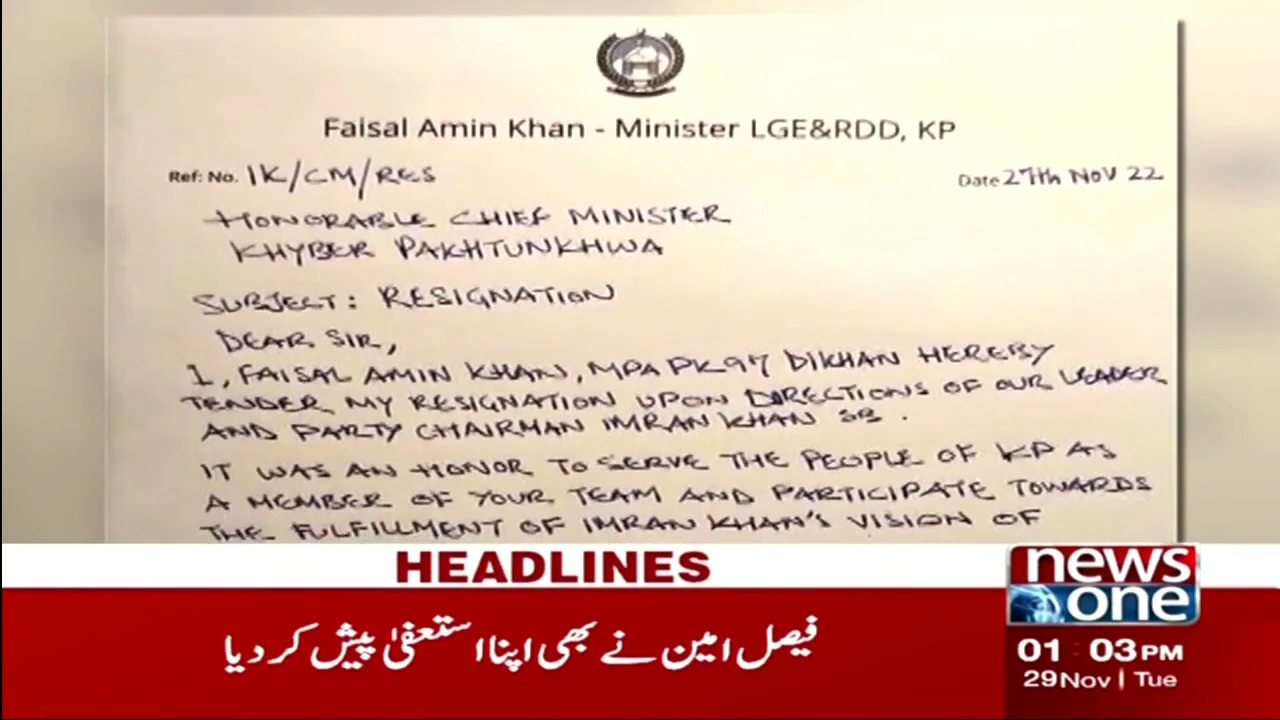 Faisal Amin Khan - Minister LGE&RDD, KP
Ref: No. 1K/CM/RES
Date 27th NOV 22
HONORABLE CHIEF MINISTER
KHYBER PAKHTUNKHWA
SUBJECT: RESIGNATION
DEAR SIR,
I, FAISAL AMIN KHAN, MPA PK97 DIKHAN HEREBY
TENDER MY RESIGNATION UPON DIRECTIONS OF OUR LEADER
AND PARTY CHAIRMAN IMRAN KHAN SB.
IT WAS AN HONOR TO SERVE THE PEOPLE OF KP AS
A MEMBER OF YOUR TEAM AND PARTICIPATE TOWARDS
THE FULFILLMENT OF IMRAN KHAN'S VISION OF
HEADLINES
فیصل امین نے بھی اپنا استعفیٰ پیش کر دیا
news
one
01 : 03 PM
29 Nov | Tue